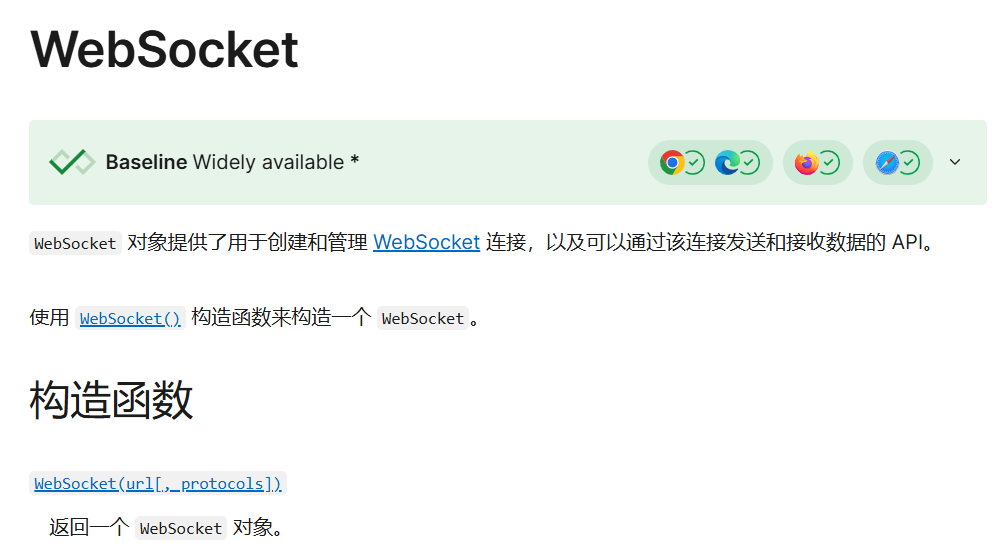 WebSocket
Baseline Widely available *
WebSocket 对象提供了用于创建和管理 WebSocket 连接，以及可以通过该连接发送和接收数据的 API。
使用 WebSocket() 构造函数来构造一个 WebSocket。
构造函数
WebSocket(url[, protocols])
返回一个 WebSocket 对象。